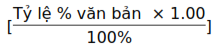 [Tỷ lệ % văn bản × 1.00
100%]